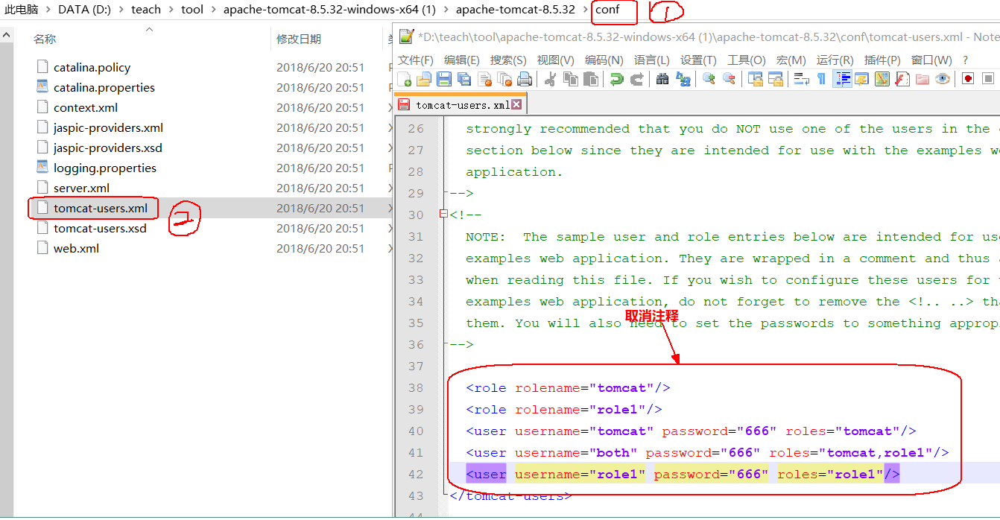 此电脑 > DATA (D:) > teach > tool > apache-tomcat-8.5.32-windows-x64 (1) > apache-tomcat-8.5.32 > conf
1
名称 修改日期
catalina.policy 2018/6/20 20:51
catalina.properties 2018/6/20 20:51
context.xml 2018/6/20 20:51
jaspic-providers.xml 2018/6/20 20:51
jaspic-providers.xsd 2018/6/20 20:51
logging.properties 2018/6/20 20:51
server.xml 2018/6/20 20:51
tomcat-users.xml 2018/6/20 20:51
2
tomcat-users.xsd 2018/6/20 20:51
web.xml 2018/6/20 20:51
*D:\teach\tool\apache-tomcat-8.5.32-windows-x64 (1)\apache-tomcat-8.5.32\conf\tomcat-users.xml - Note
文件(F) 编辑(E) 搜索(S) 视图(V) 编码(N) 语言(L) 设置(T) 工具(O) 宏(M) 运行(R) 插件(P) 窗口(W) ?
tomcat-users.xml
26 strongly recommended that you do NOT use one of the users in the
27 section below since they are intended for use with the examples w
28 application.
29 -->
30 <!--
31 NOTE:  The sample user and role entries below are intended for us
32 examples web application. They are wrapped in a comment and thus
33 when reading this file. If you wish to configure these users for
34 examples web application, do not forget to remove the <!.. ..> th
取消注释
35 them. You will also need to set the passwords to something approp
36 -->
37
38 <role rolename="tomcat"/>
39 <role rolename="role1"/>
40 <user username="tomcat" password="666" roles="tomcat"/>
41 <user username="both" password="666" roles="tomcat,role1"/>
42 <user username="role1" password="666" roles="role1"/>
43 </tomcat-users>
44